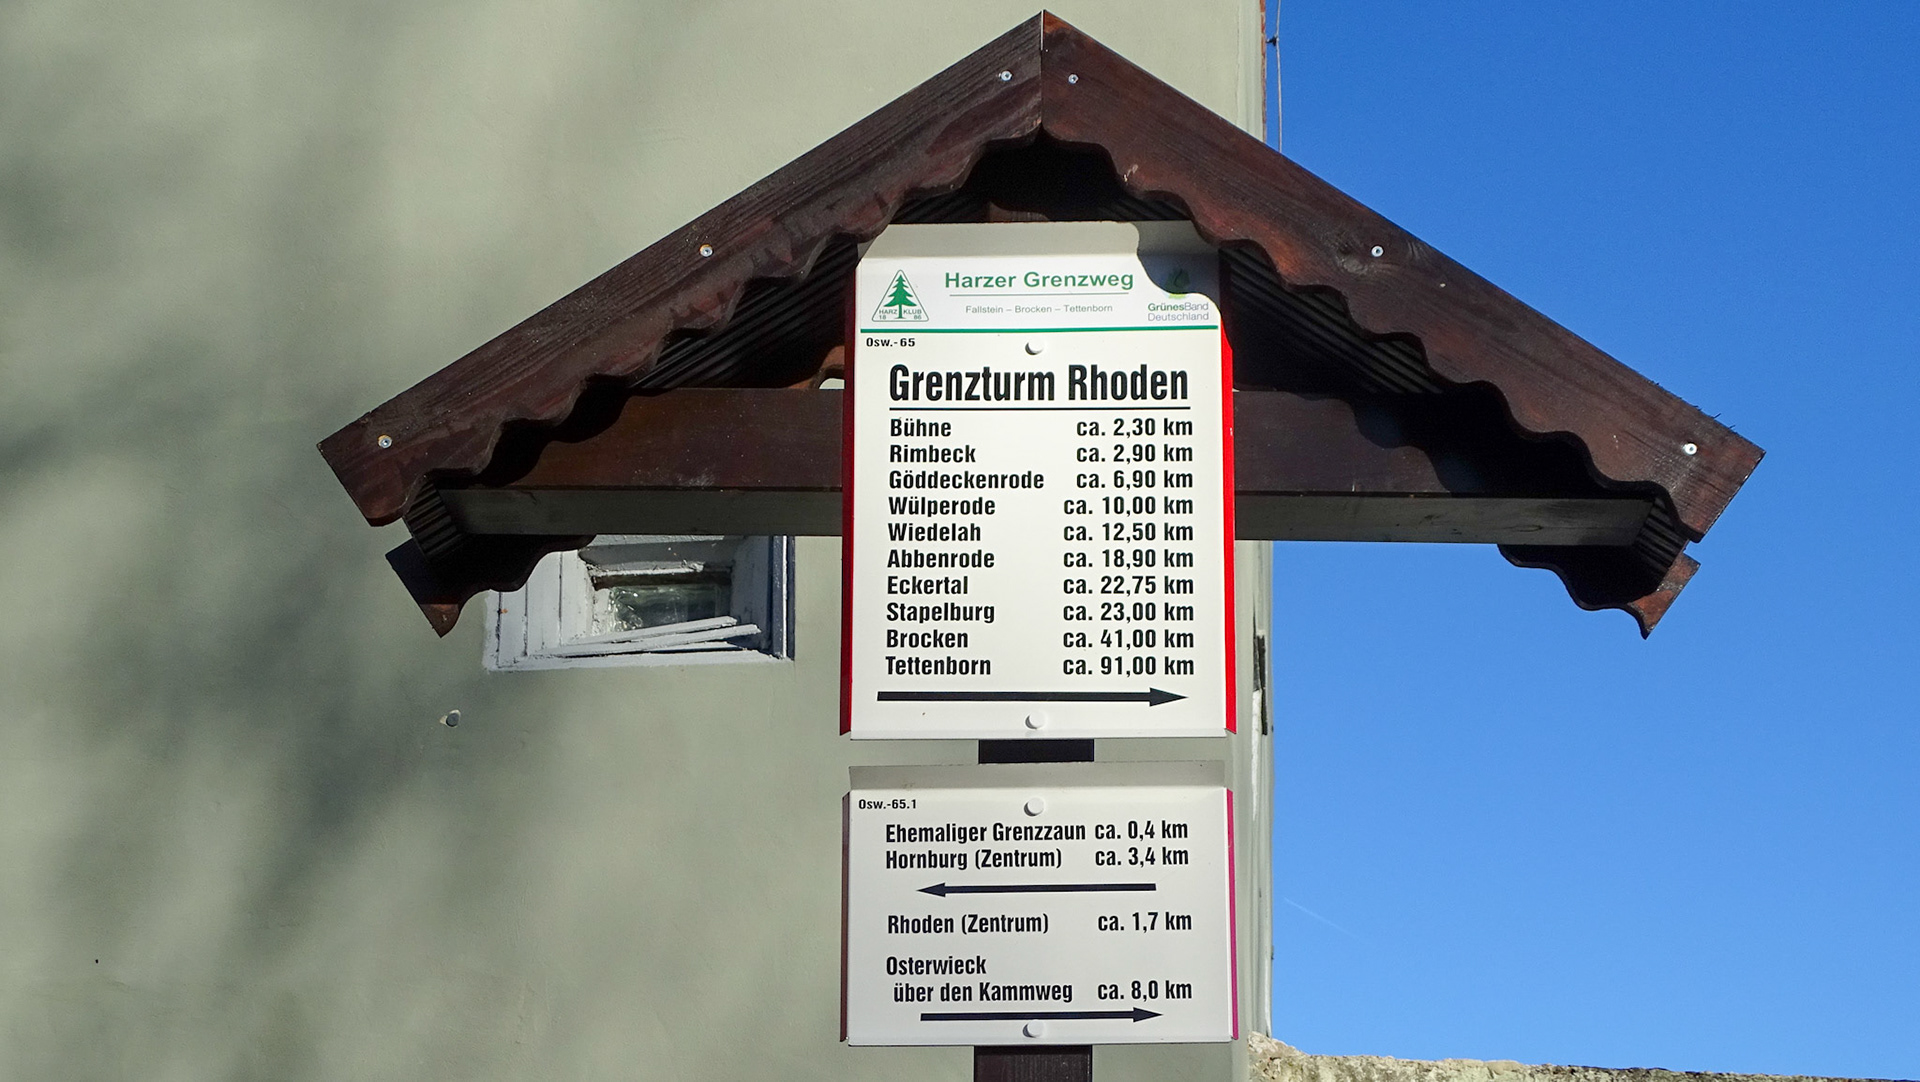 Harzer Grenzweg
Fallstein – Brocken – Tettenborn
HARZ KLUB
18 86
GrünesBand
Deutschland
Osw.-65
Grenzturm Rhoden
Bühne ca. 2,30 km
Rimbeck ca. 2,90 km
Göddeckenrode ca. 6,90 km
Wülperode ca. 10,00 km
Wiedelah ca. 12,50 km
Abbenrode ca. 18,90 km
Eckertal ca. 22,75 km
Stapelburg ca. 23,00 km
Brocken ca. 41,00 km
Tettenborn ca. 91,00 km
Osw.-65.1
Ehemaliger Grenzzaun ca. 0,4 km
Hornburg (Zentrum) ca. 3,4 km
Rhoden (Zentrum) ca. 1,7 km
Osterwieck
über den Kammweg ca. 8,0 km